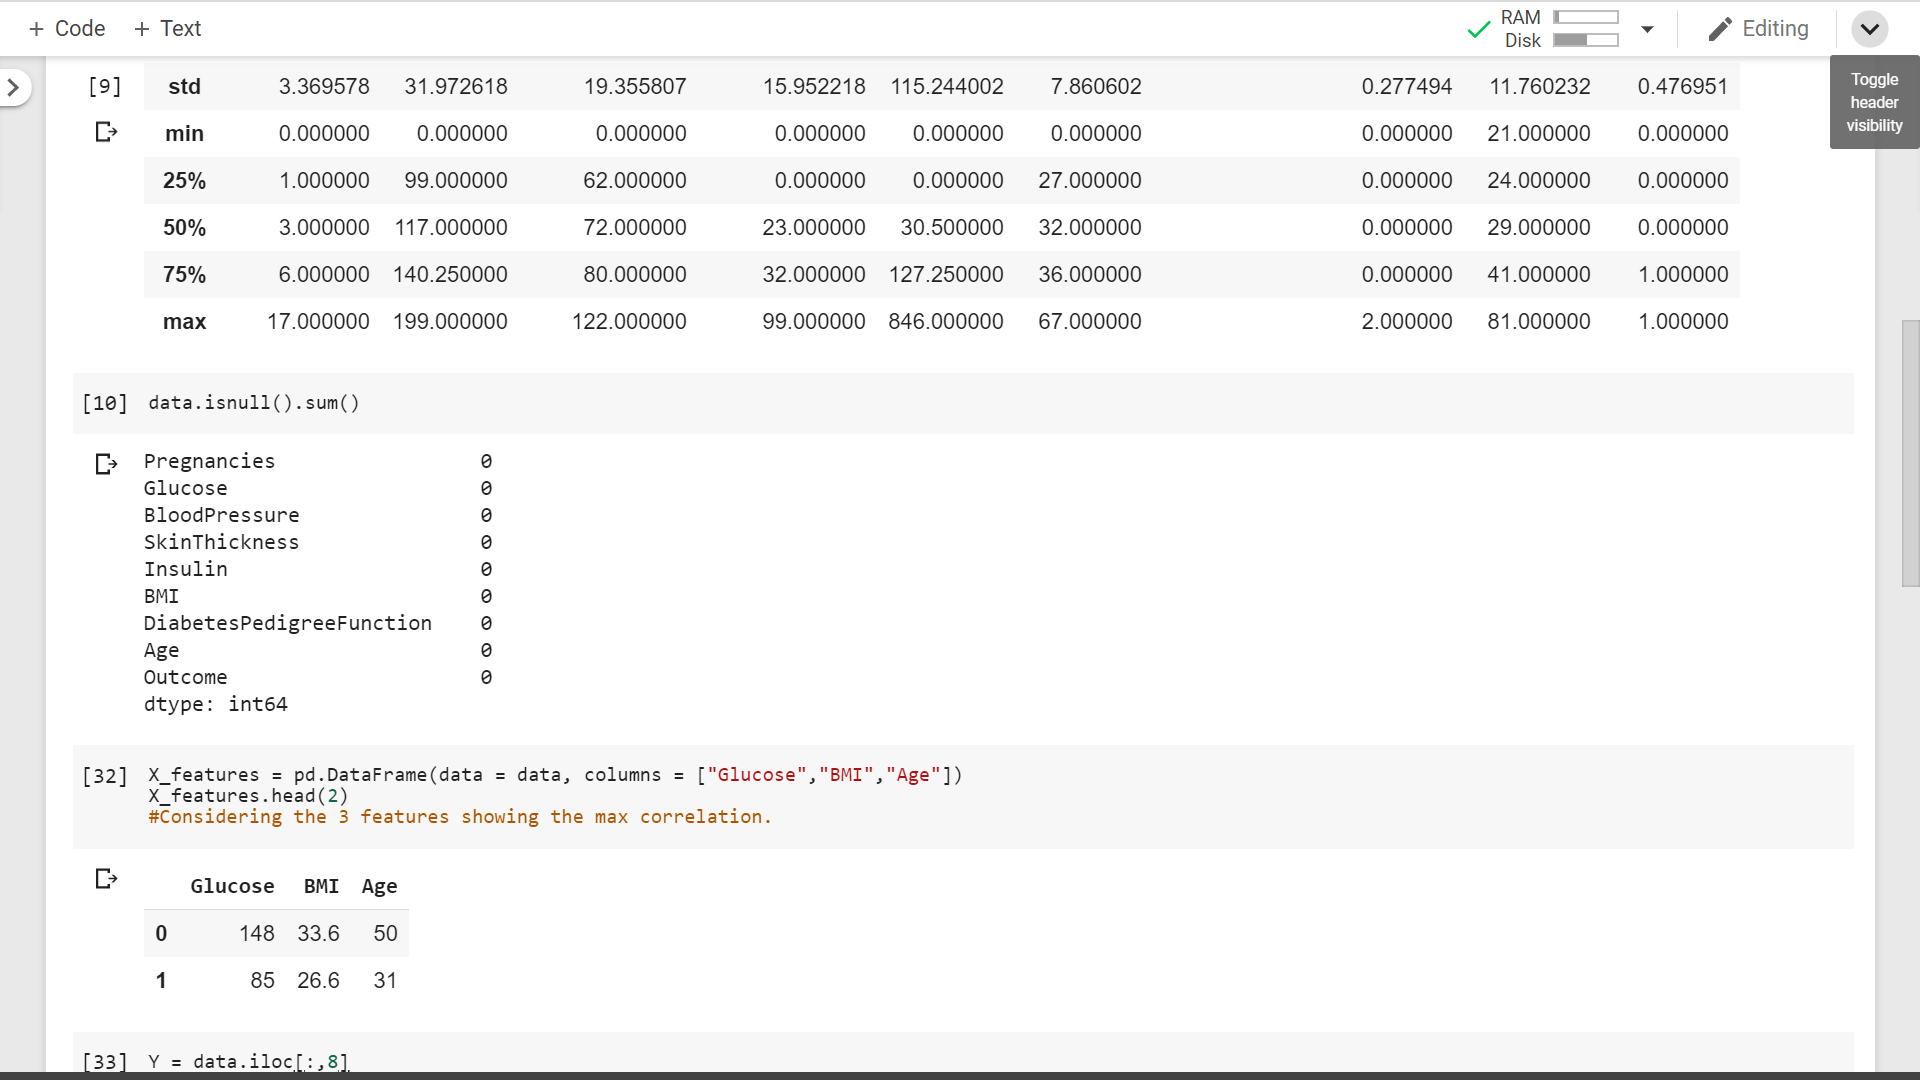 + Code + Text
RAM
Disk
Editing
Toggle
header
visibility
[9] std 3.369578 31.972618 19.355807 15.952218 115.244002 7.860602 0.277494 11.760232 0.476951
min 0.000000 0.000000 0.000000 0.000000 0.000000 0.000000 0.000000 21.000000 0.000000
25% 1.000000 99.000000 62.000000 0.000000 0.000000 27.000000 0.000000 24.000000 0.000000
50% 3.000000 117.000000 72.000000 23.000000 30.500000 32.000000 0.000000 29.000000 0.000000
75% 6.000000 140.250000 80.000000 32.000000 127.250000 36.000000 0.000000 41.000000 1.000000
max 17.000000 199.000000 122.000000 99.000000 846.000000 67.000000 2.000000 81.000000 1.000000
[10] data.isnull().sum()
Pregnancies 0
Glucose 0
BloodPressure 0
SkinThickness 0
Insulin 0
BMI 0
DiabetesPedigreeFunction 0
Age 0
Outcome 0
dtype: int64
[32] X_features = pd.DataFrame(data = data, columns = ["Glucose","BMI","Age"])
X_features.head(2)
#Considering the 3 features showing the max correlation.
Glucose BMI Age
0 148 33.6 50
1 85 26.6 31
[33] Y = data.iloc[:,8]